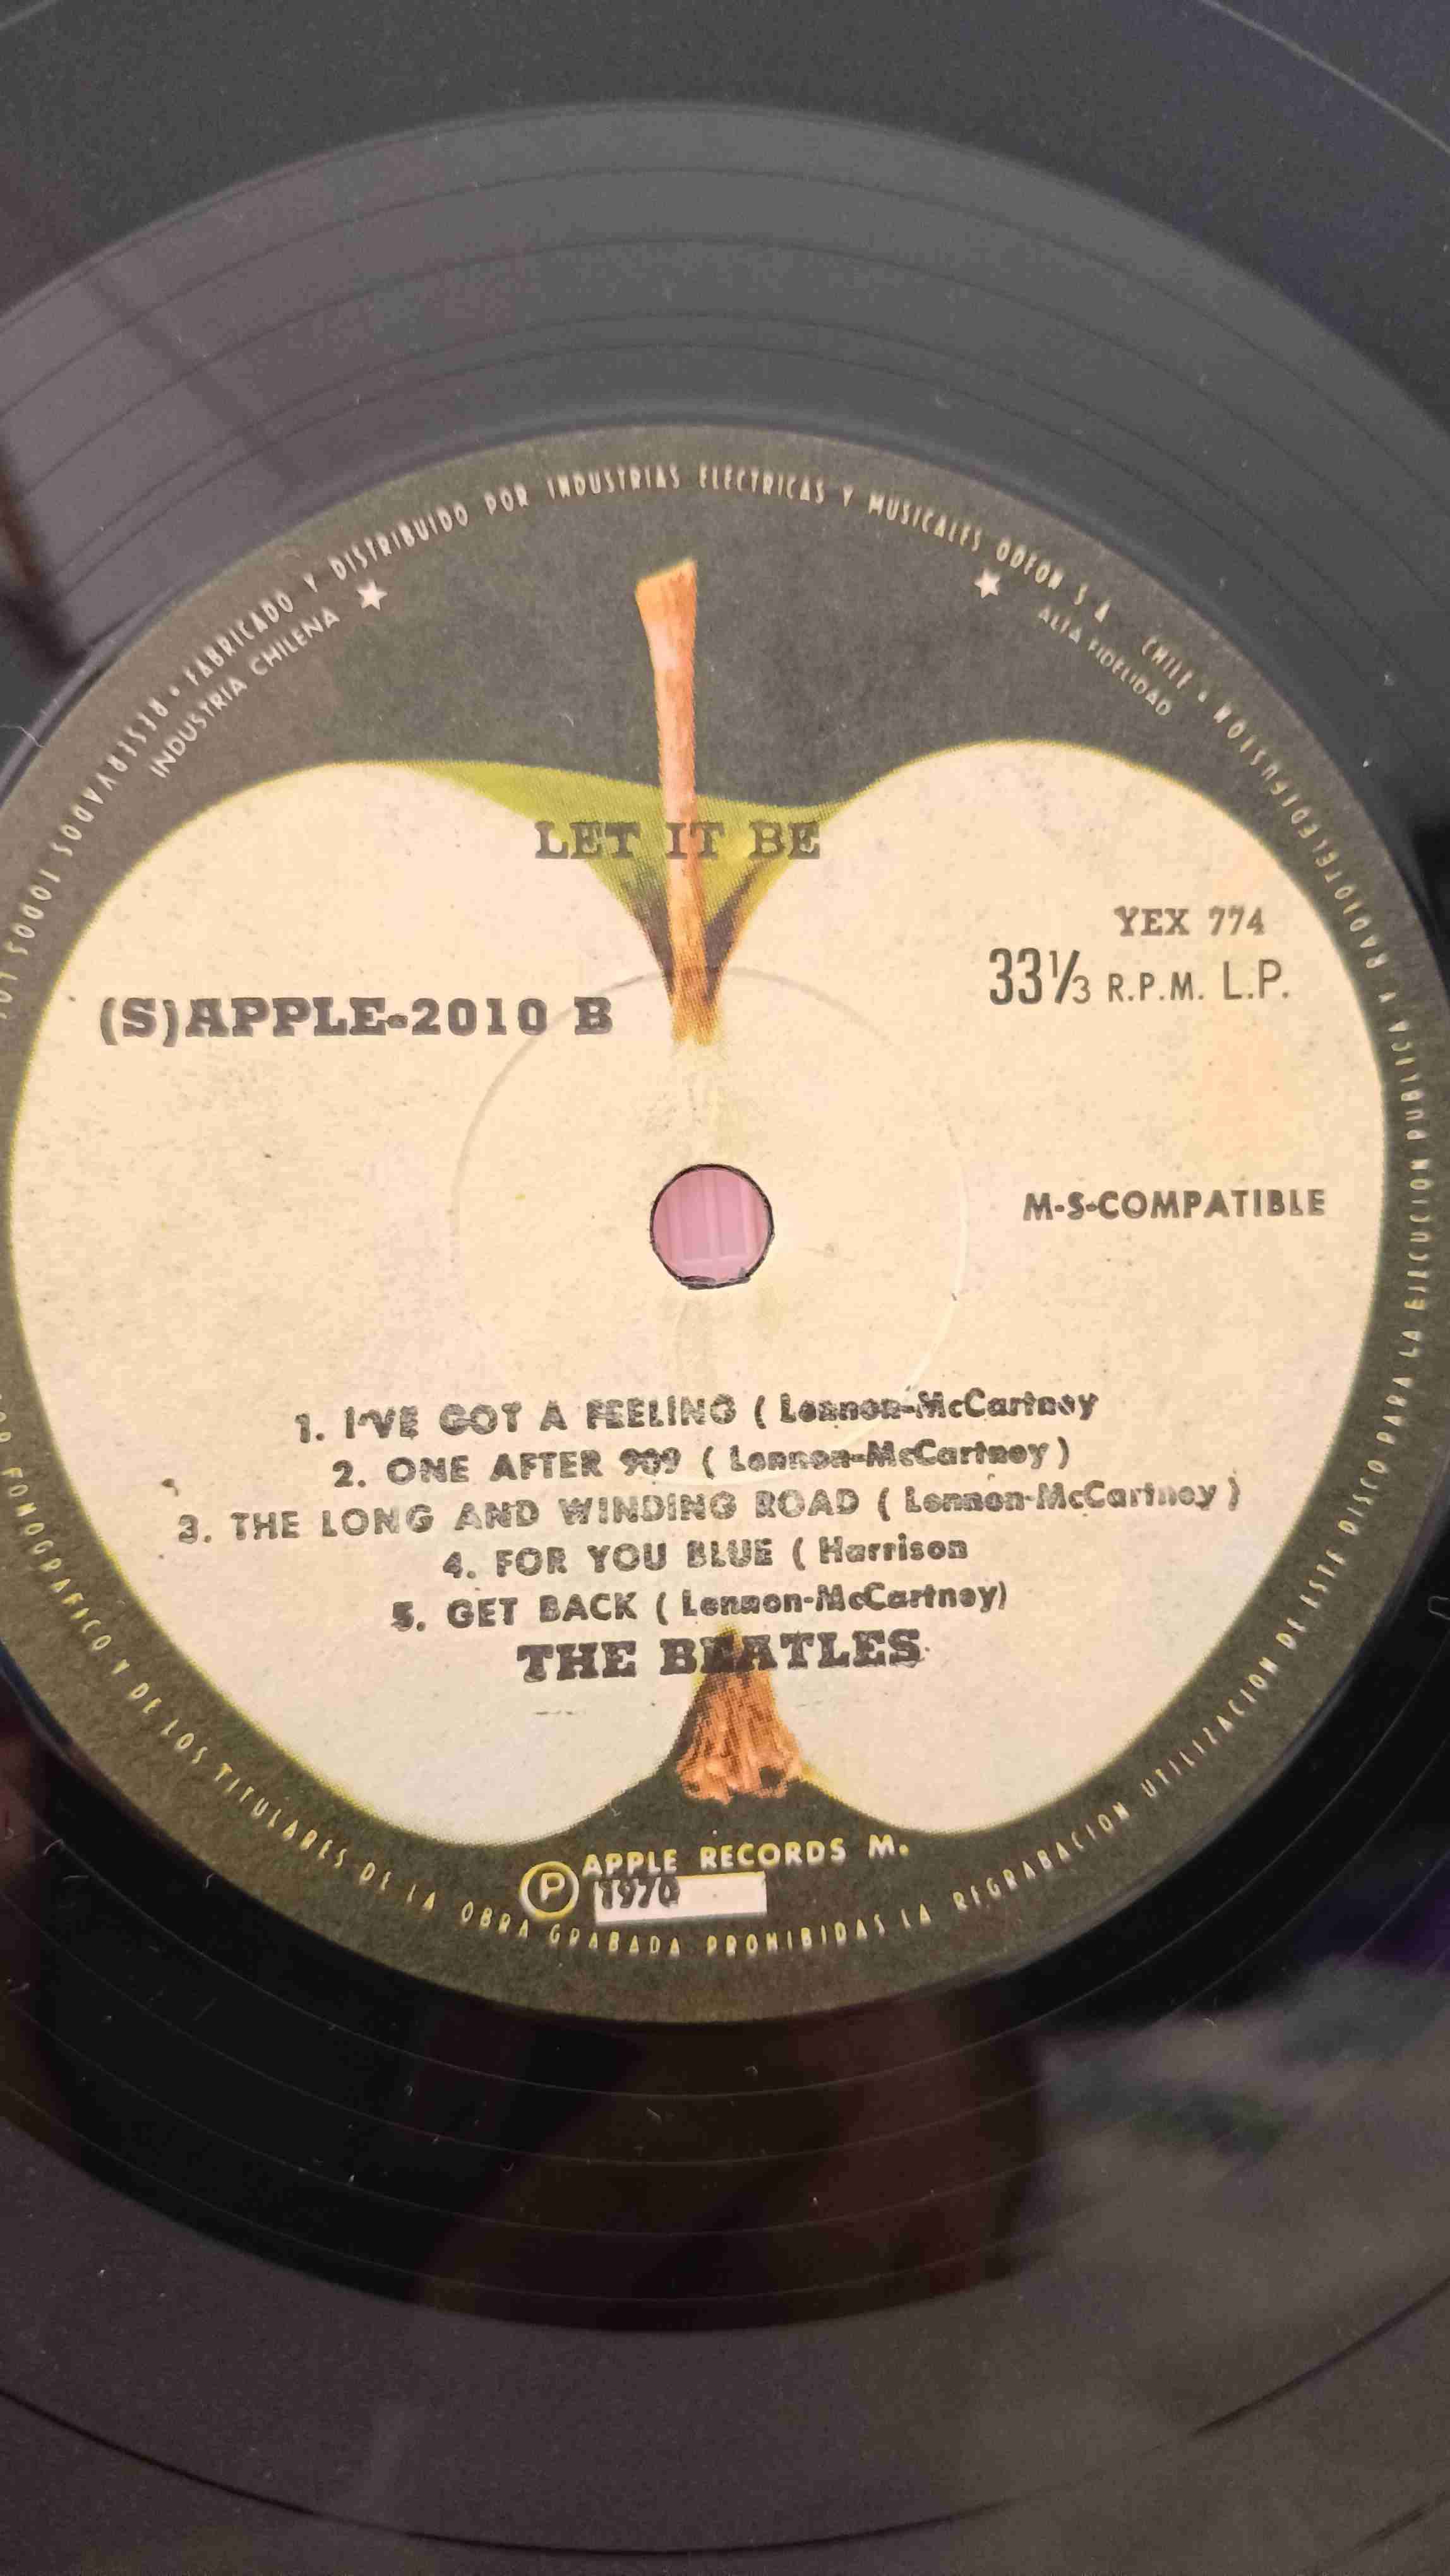 RESERVADOS TODOS • FABRICADO Y DISTRIBUIDO POR INDUSTRIAS ELECTRICAS Y MUSICALES ODEON S A CHILE •
INDUSTRIA CHILENA ★
★ ALTA FIDELIDAD
LET IT BE
YEX 774
33⅓ R.P.M. L.P.
(S)APPLE-2010 B
M-S-COMPATIBLE
1. I'VE GOT A FEELING ( Lennon-McCartney
2. ONE AFTER 909 ( Lennon-McCartney )
3. THE LONG AND WINDING ROAD ( Lennon-McCartney )
4. FOR YOU BLUE ( Harrison
5. GET BACK ( Lennon-McCartney)
THE BEATLES
Ⓟ APPLE RECORDS M.
1970
FONOGRAFICO Y DE LOS TITULARES DE LA OBRA GRABADA PROHIBIDAS LA REGRABACION UTILIZACION DE ESTE DISCO PARA LA EJECUCION PUBLICA Y RADIOTELEDIFUSION